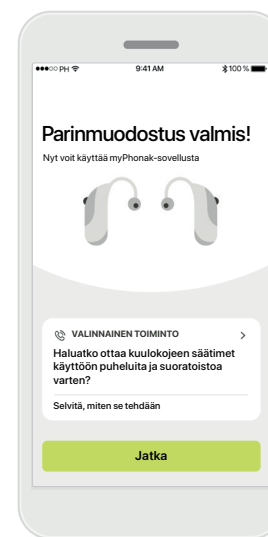 ●●●○○ PH 9:41 AM 100 %
Parinmuodostus valmis!
Nyt voit käyttää myPhonak-sovellusta
VALINNAINEN TOIMINTO
Haluatko ottaa kuulokojeen säätimet
käyttöön puheluita ja suoratoistoa
varten?
Selvitä, miten se tehdään
Jatka